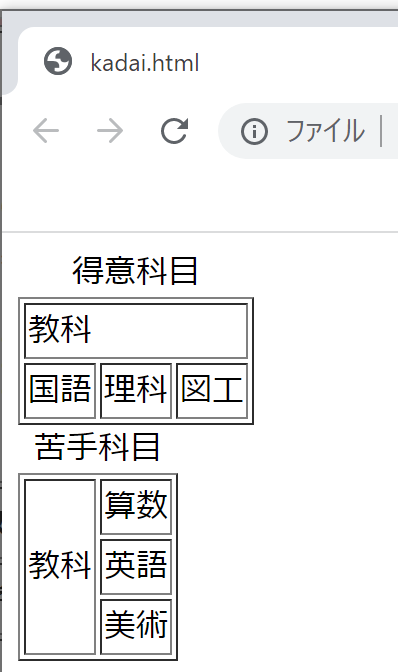 kadai.html
ファイル
得意科目
教科
国語 理科 図工
苦手科目
教科
算数
英語
美術